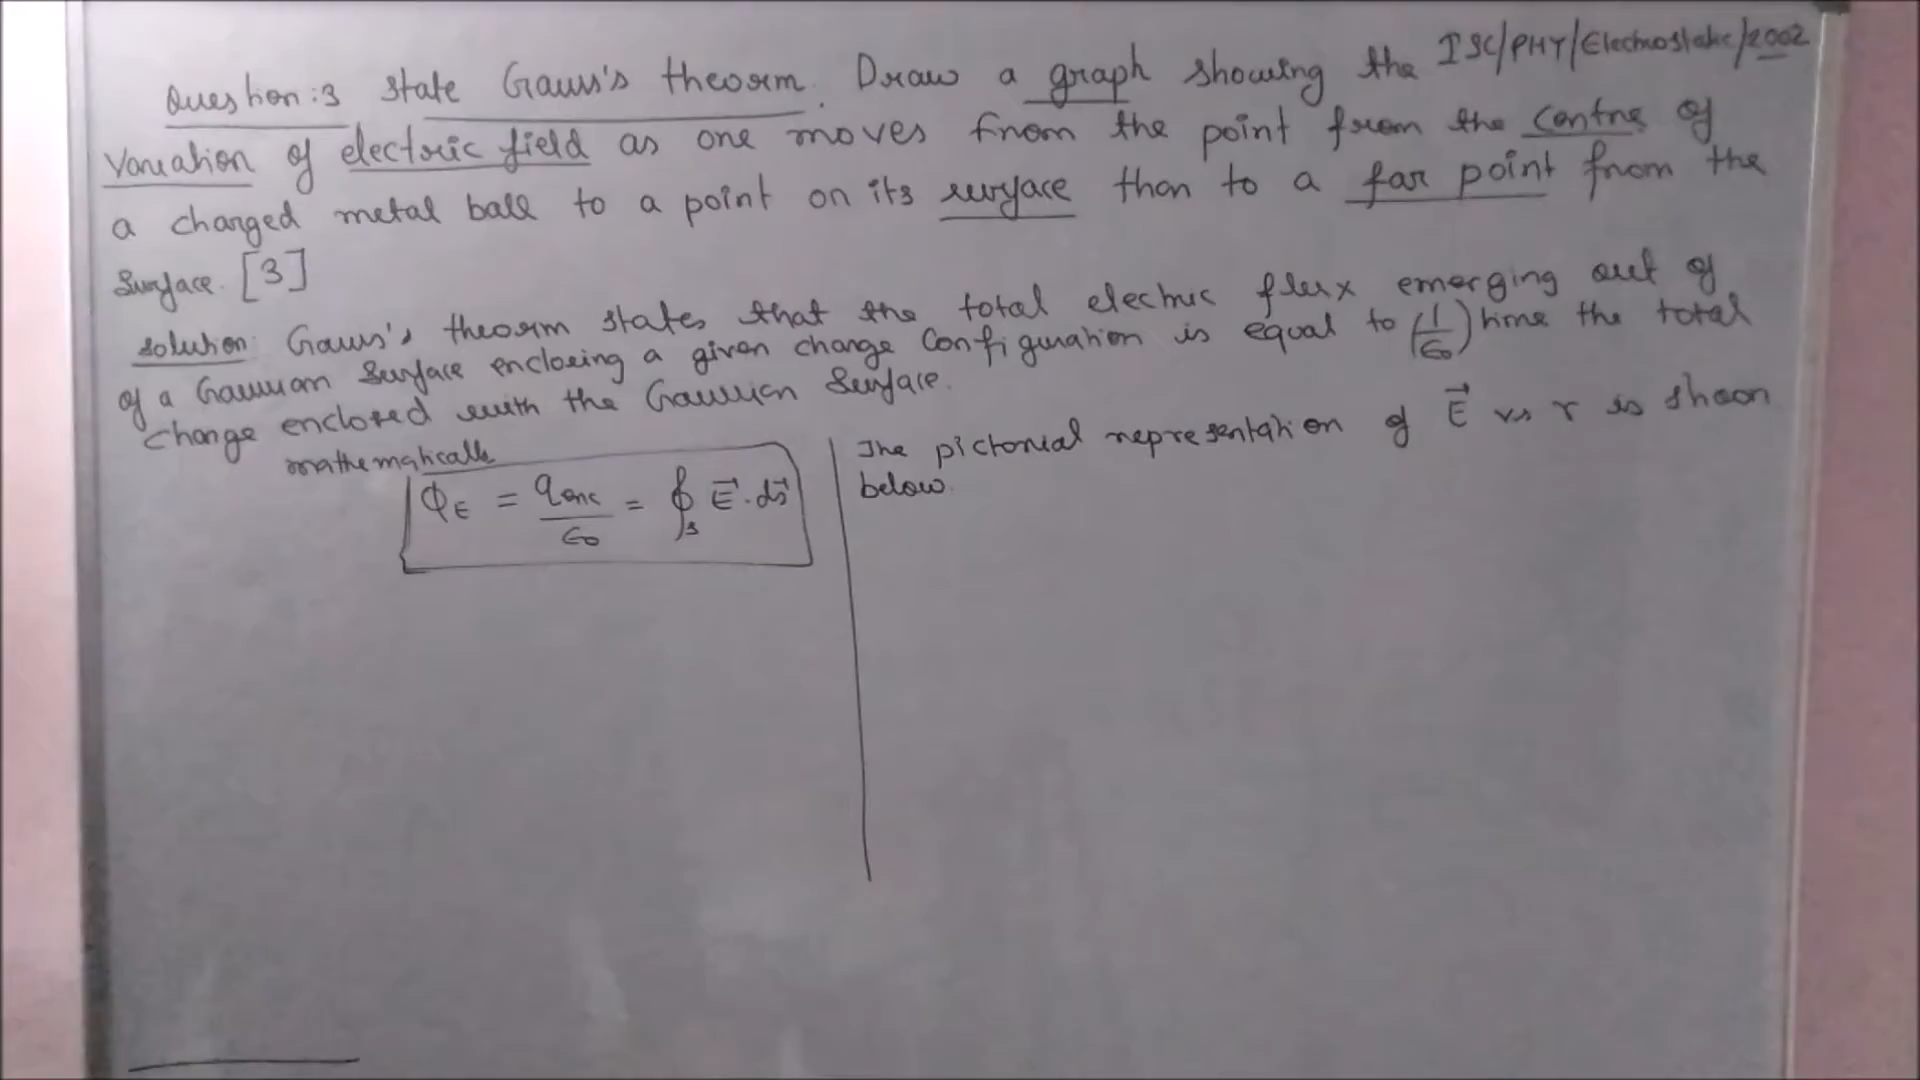 ISC/PHY/Electrostatic/2002
Question:3 State Gauss's theorm. Draw a graph showing the
variation of electric field as one moves from the point from the centre of
a charged metal ball to a point on its surface than to a far point from the
Surface. [3]
Solution: Gauss's theorm states that the total electric flux emerging out of
of a Gaussian Surface enclosing a given charge Configuration is equal to (1/ε₀) time the total
charge enclosed with the Gaussian Surface.
mathematically
Φ_E = q_enc/ε₀ = ∮_s E⃗.ds⃗
The pictorial representation of E⃗ vs r is shown
below.